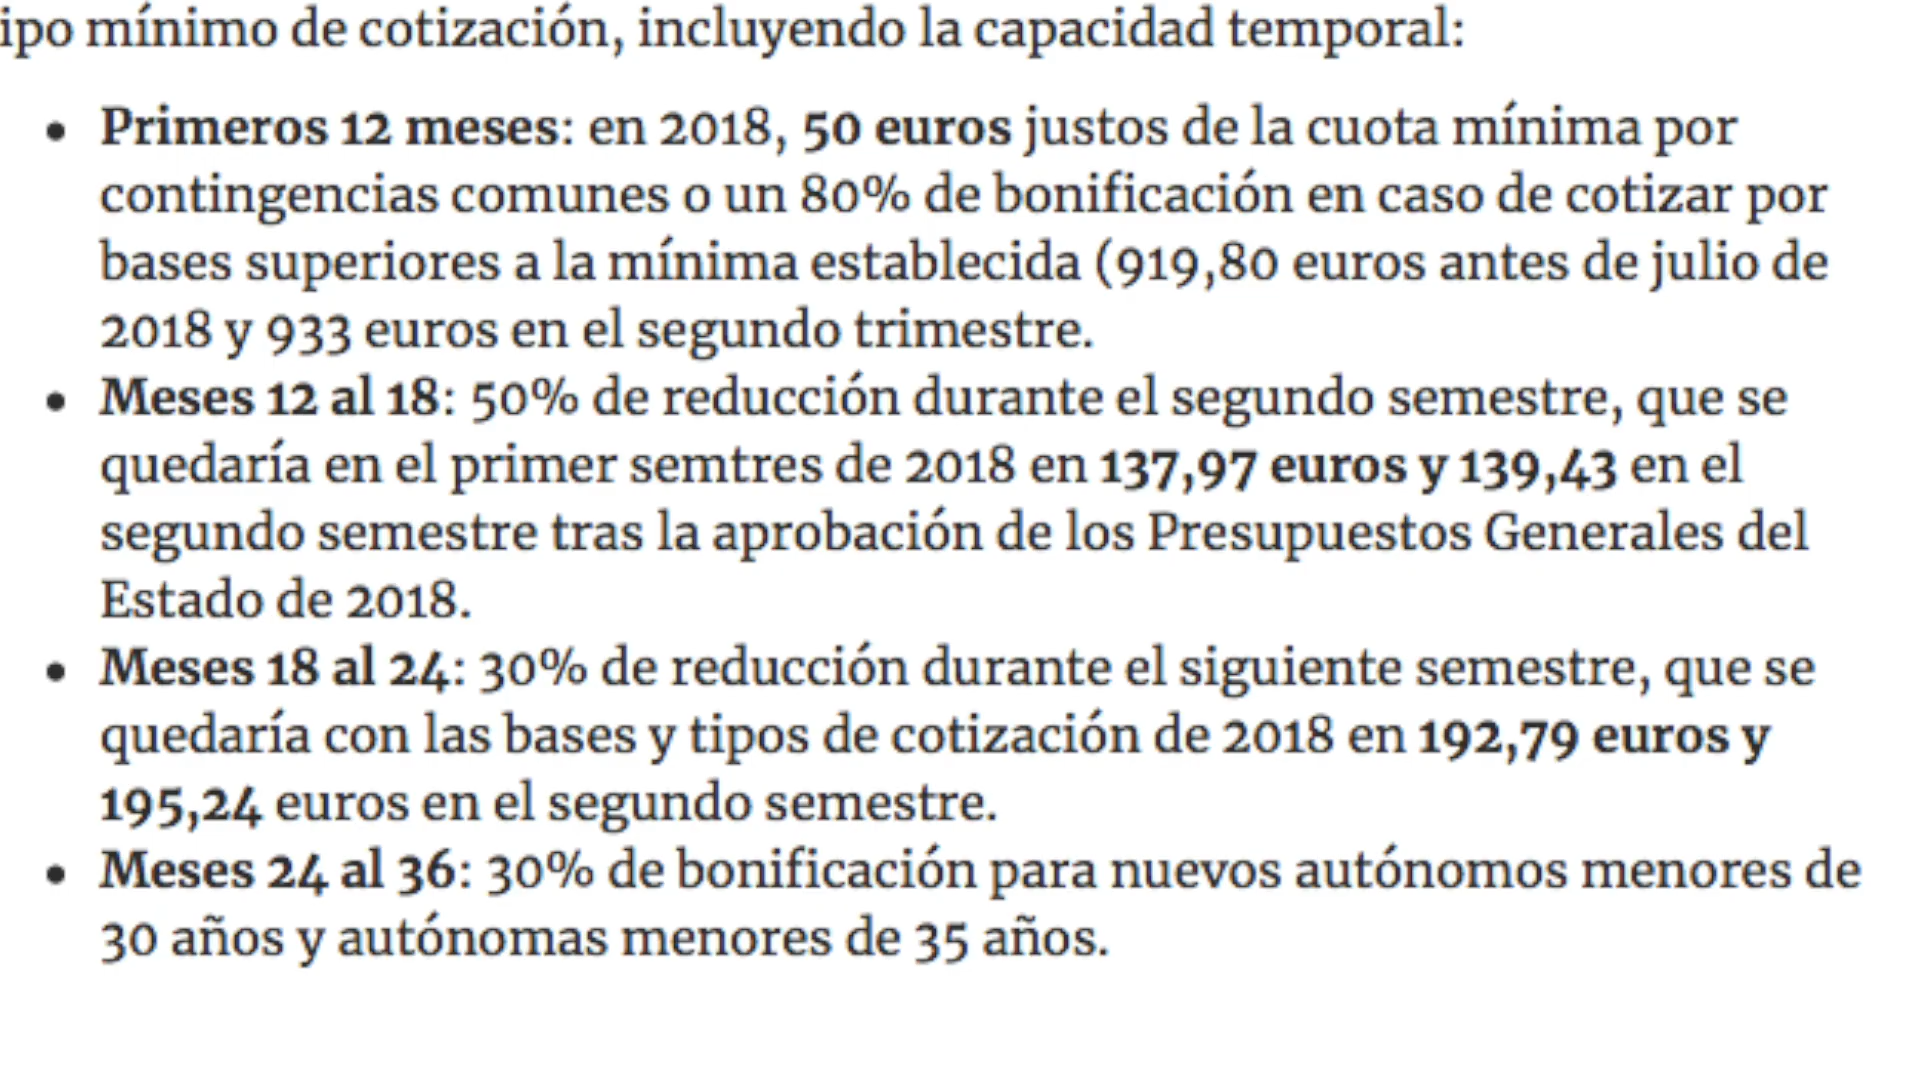 ipo mínimo de cotización, incluyendo la capacidad temporal:
• Primeros 12 meses: en 2018, 50 euros justos de la cuota mínima por
contingencias comunes o un 80% de bonificación en caso de cotizar por
bases superiores a la mínima establecida (919,80 euros antes de julio de
2018 y 933 euros en el segundo trimestre.
• Meses 12 al 18: 50% de reducción durante el segundo semestre, que se
quedaría en el primer semtres de 2018 en 137,97 euros y 139,43 en el
segundo semestre tras la aprobación de los Presupuestos Generales del
Estado de 2018.
• Meses 18 al 24: 30% de reducción durante el siguiente semestre, que se
quedaría con las bases y tipos de cotización de 2018 en 192,79 euros y
195,24 euros en el segundo semestre.
• Meses 24 al 36: 30% de bonificación para nuevos autónomos menores de
30 años y autónomas menores de 35 años.